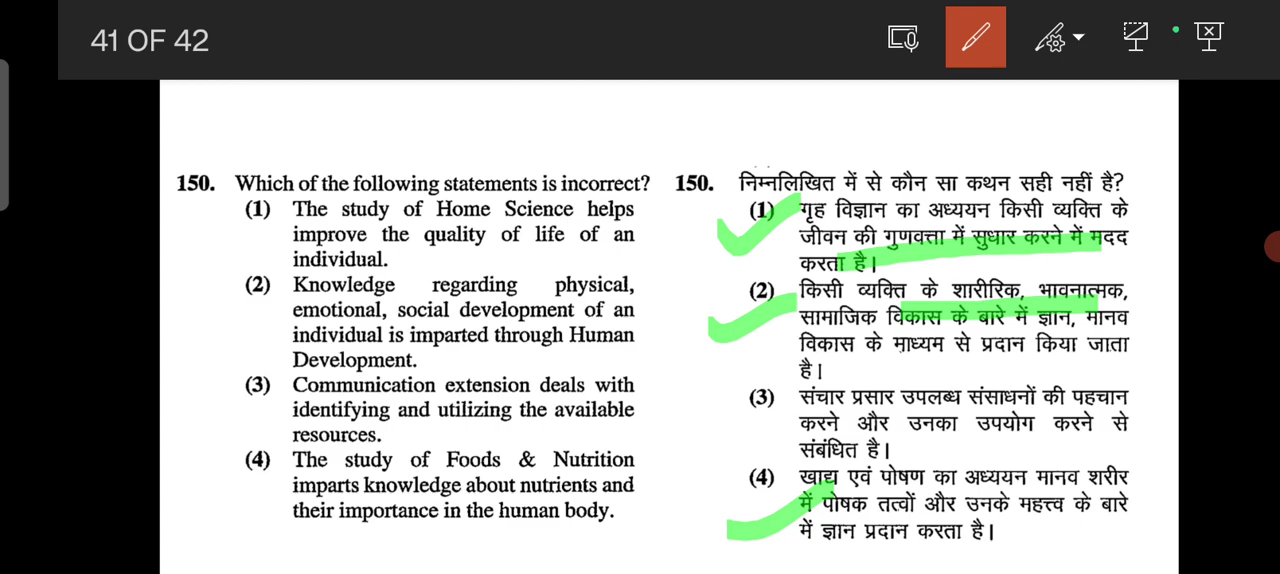 41 OF 42
150. Which of the following statements is incorrect?
(1) The study of Home Science helps
improve the quality of life of an
individual.
(2) Knowledge regarding physical,
emotional, social development of an
individual is imparted through Human
Development.
(3) Communication extension deals with
identifying and utilizing the available
resources.
(4) The study of Foods & Nutrition
imparts knowledge about nutrients and
their importance in the human body.
150. निम्नलिखित में से कौन सा कथन सही नहीं है?
(1) गृह विज्ञान का अध्ययन किसी व्यक्ति के
जीवन की गुणवत्ता में सुधार करने में मदद
करता है।
(2) किसी व्यक्ति के शारीरिक, भावनात्मक,
सामाजिक विकास के बारे में ज्ञान, मानव
विकास के माध्यम से प्रदान किया जाता
है।
(3) संचार प्रसार उपलब्ध संसाधनों की पहचान
करने और उनका उपयोग करने से
संबंधित है।
(4) खाद्य एवं पोषण का अध्ययन मानव शरीर
में पोषक तत्वों और उनके महत्त्व के बारे
में ज्ञान प्रदान करता है।